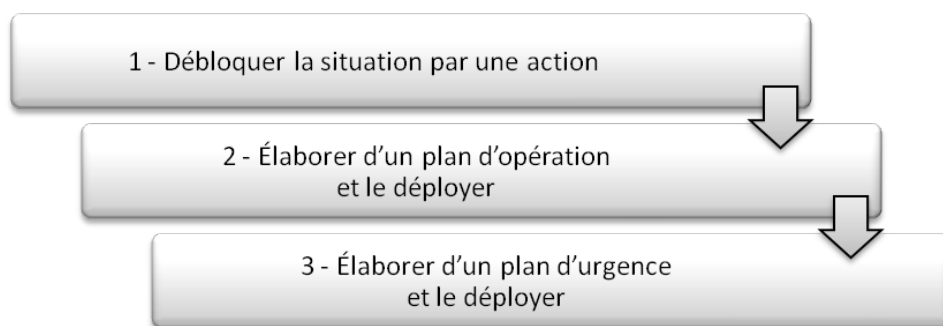 1 - Débloquer la situation par une action
2 - Élaborer d’un plan d’opération
et le déployer
3 - Élaborer d’un plan d’urgence
et le déployer